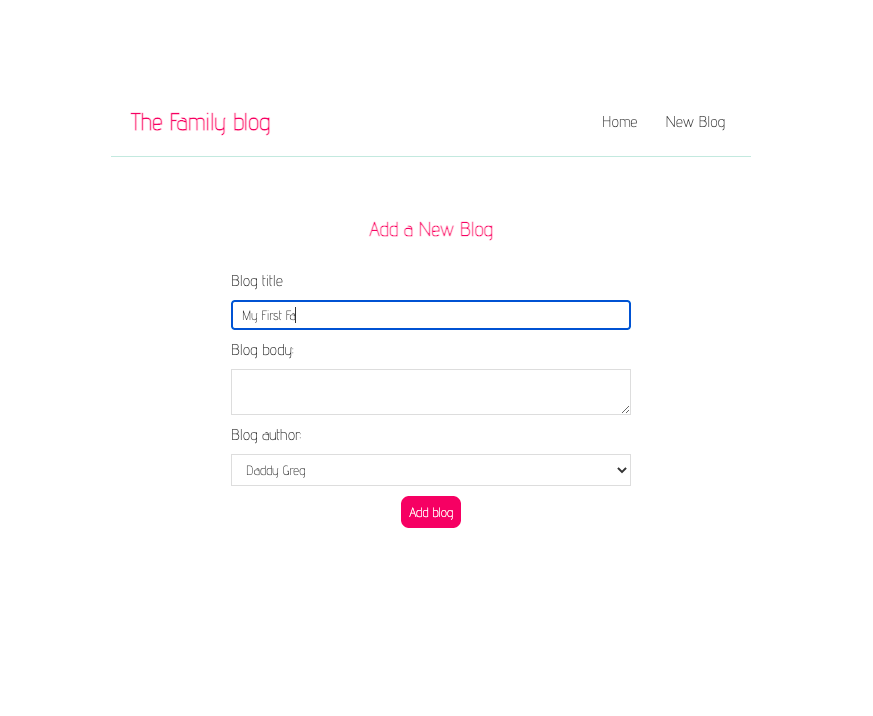 The Family blog
Home
New Blog
Add a New Blog
Blog title
My First Fa
Blog body:
Blog author:
Daddy Greg
Add blog